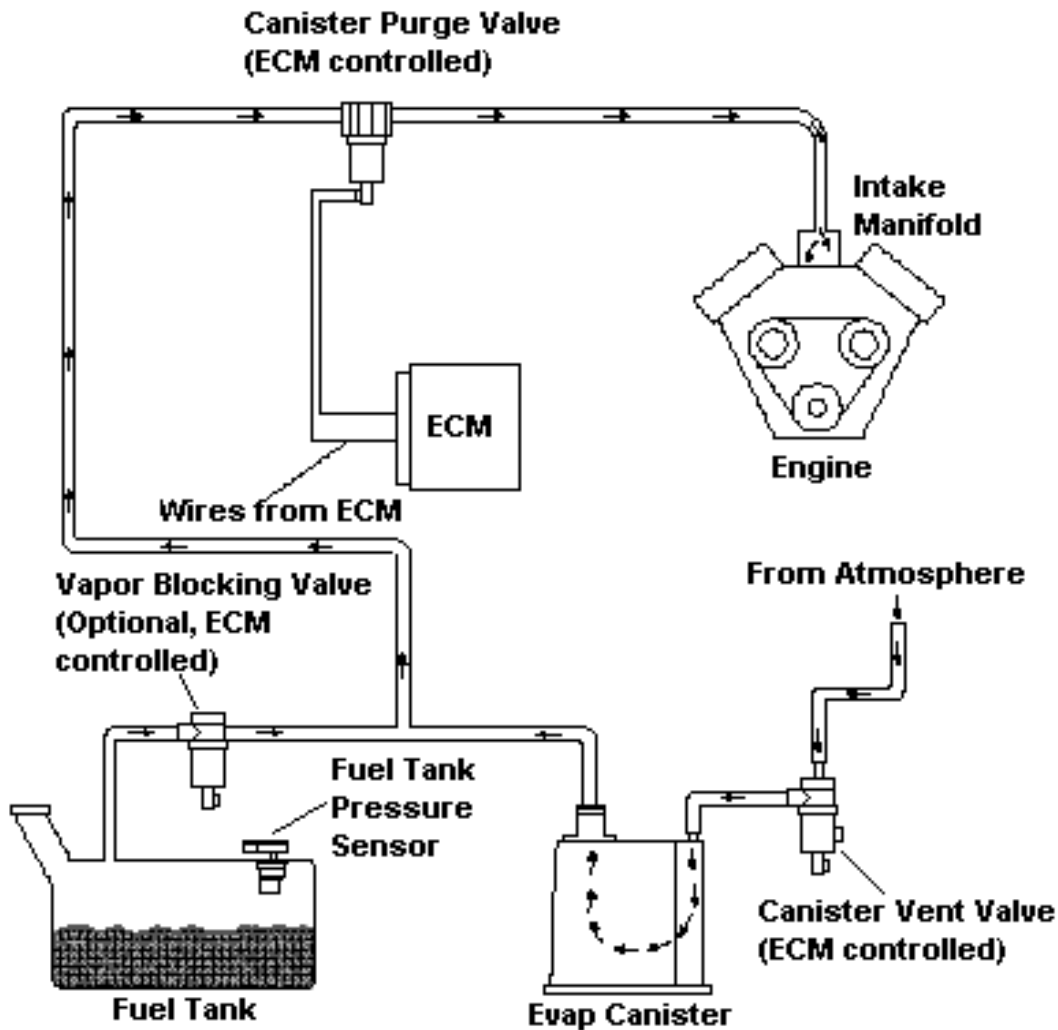 Canister Purge Valve
(ECM controlled)
Intake
Manifold
ECM
Engine
Wires from ECM
From Atmosphere
Vapor Blocking Valve
(Optional, ECM
controlled)
Fuel Tank
Pressure
Sensor
Canister Vent Valve
(ECM controlled)
Fuel Tank
Evap Canister